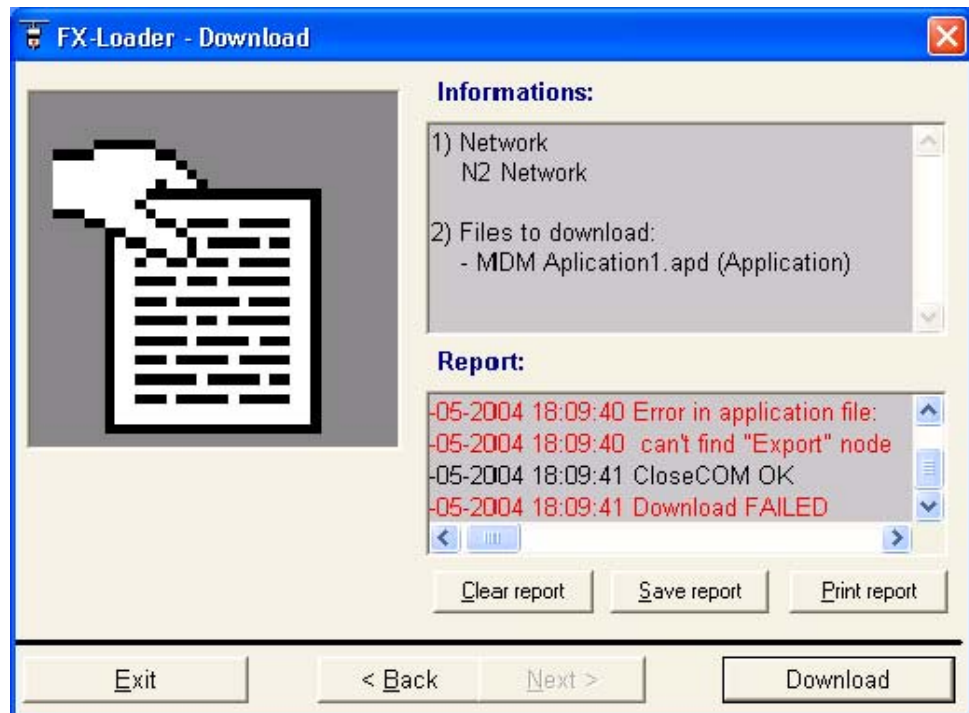 FX-Loader - Download
Informations:
1) Network
N2 Network
2) Files to download:
- MDM Aplication1.apd (Application)
Report:
-05-2004 18:09:40 Error in application file:
-05-2004 18:09:40 can't find "Export" node
-05-2004 18:09:41 CloseCOM OK
-05-2004 18:09:41 Download FAILED
Clear report
Save report
Print report
Exit
< Back
Next >
Download